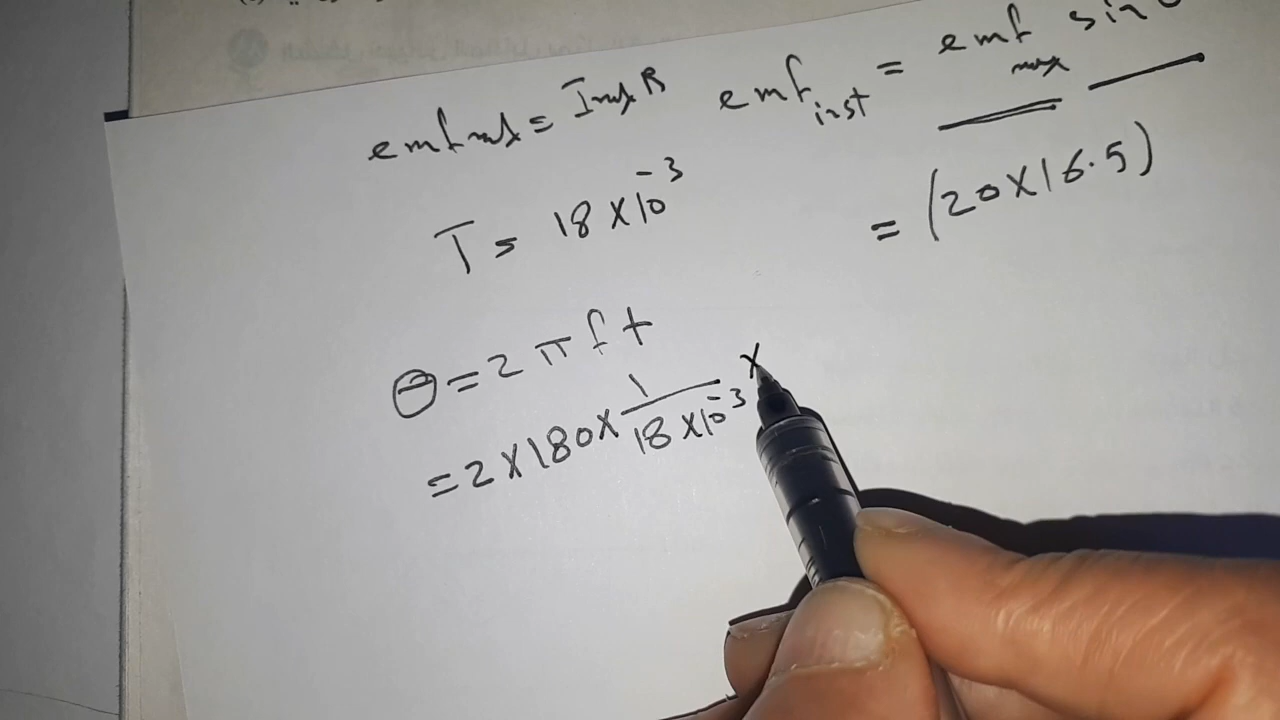 emf max = Imax R
emf inst = emf max sin
= (20 X 16.5)
T = 18 X 10^-3
θ = 2 π f t
= 2 X 180 X 1/(18 X 10^-3) X